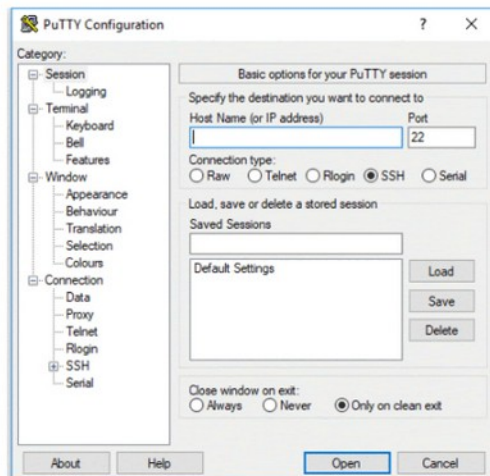 PuTTY Configuration
?
Category:
Session
Logging
Terminal
Keyboard
Bell
Features
Window
Appearance
Behaviour
Translation
Selection
Colours
Connection
Data
Proxy
Telnet
Rlogin
SSH
Serial
Basic options for your PuTTY session
Specify the destination you want to connect to
Host Name (or IP address) Port
22
Connection type:
Raw Telnet Rlogin SSH Serial
Load, save or delete a stored session
Saved Sessions
Default Settings
Load
Save
Delete
Close window on exit:
Always Never Only on clean exit
About Help Open Cancel